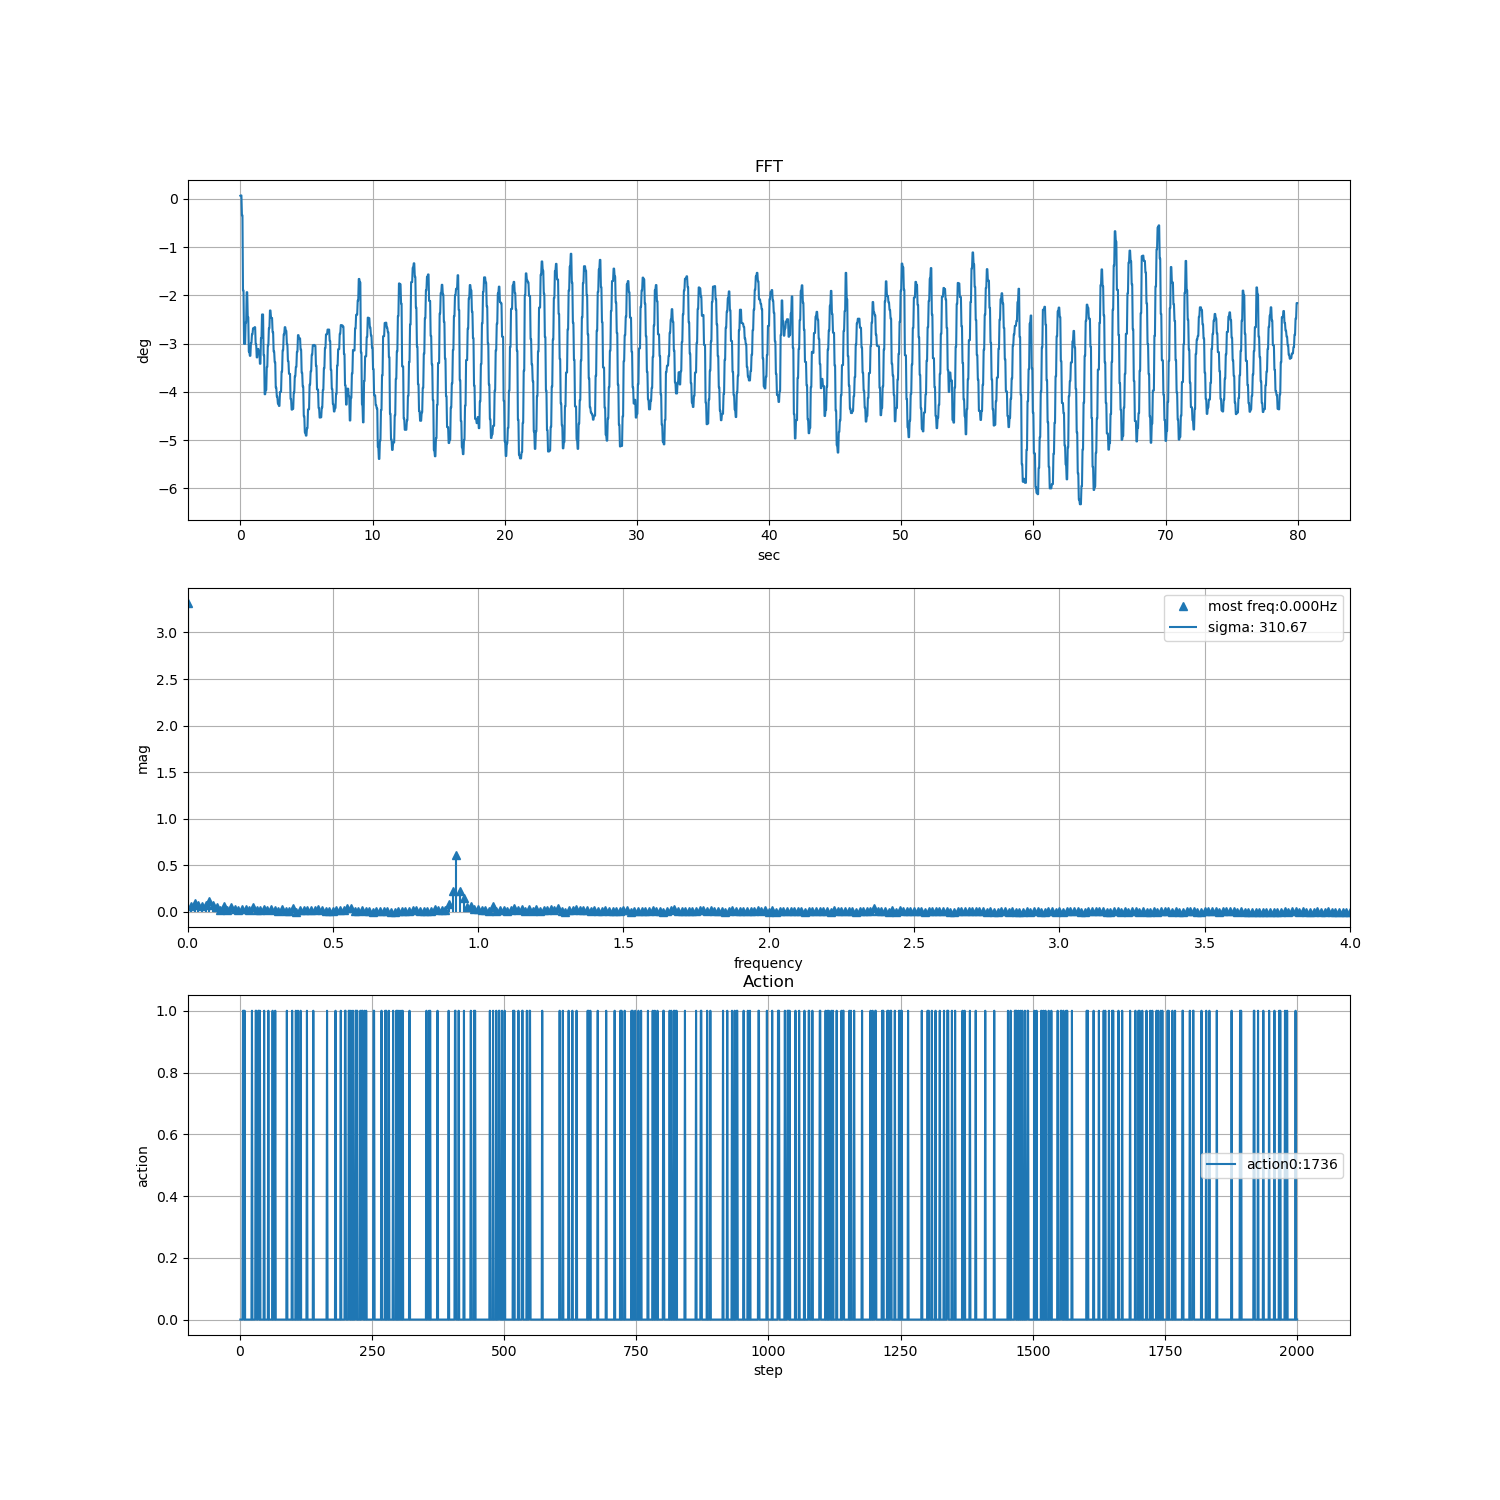 FFT
0
−1
−2
−3
−4
−5
−6
deg
0 10 20 30 40 50 60 70 80
sec
most freq:0.000Hz
sigma: 310.67
3.0
2.5
2.0
1.5
1.0
0.5
0.0
mag
0.0 0.5 1.0 1.5 2.0 2.5 3.0 3.5 4.0
frequency
Action
1.0
0.8
0.6
0.4
0.2
0.0
action
action0:1736
0 250 500 750 1000 1250 1500 1750 2000
step